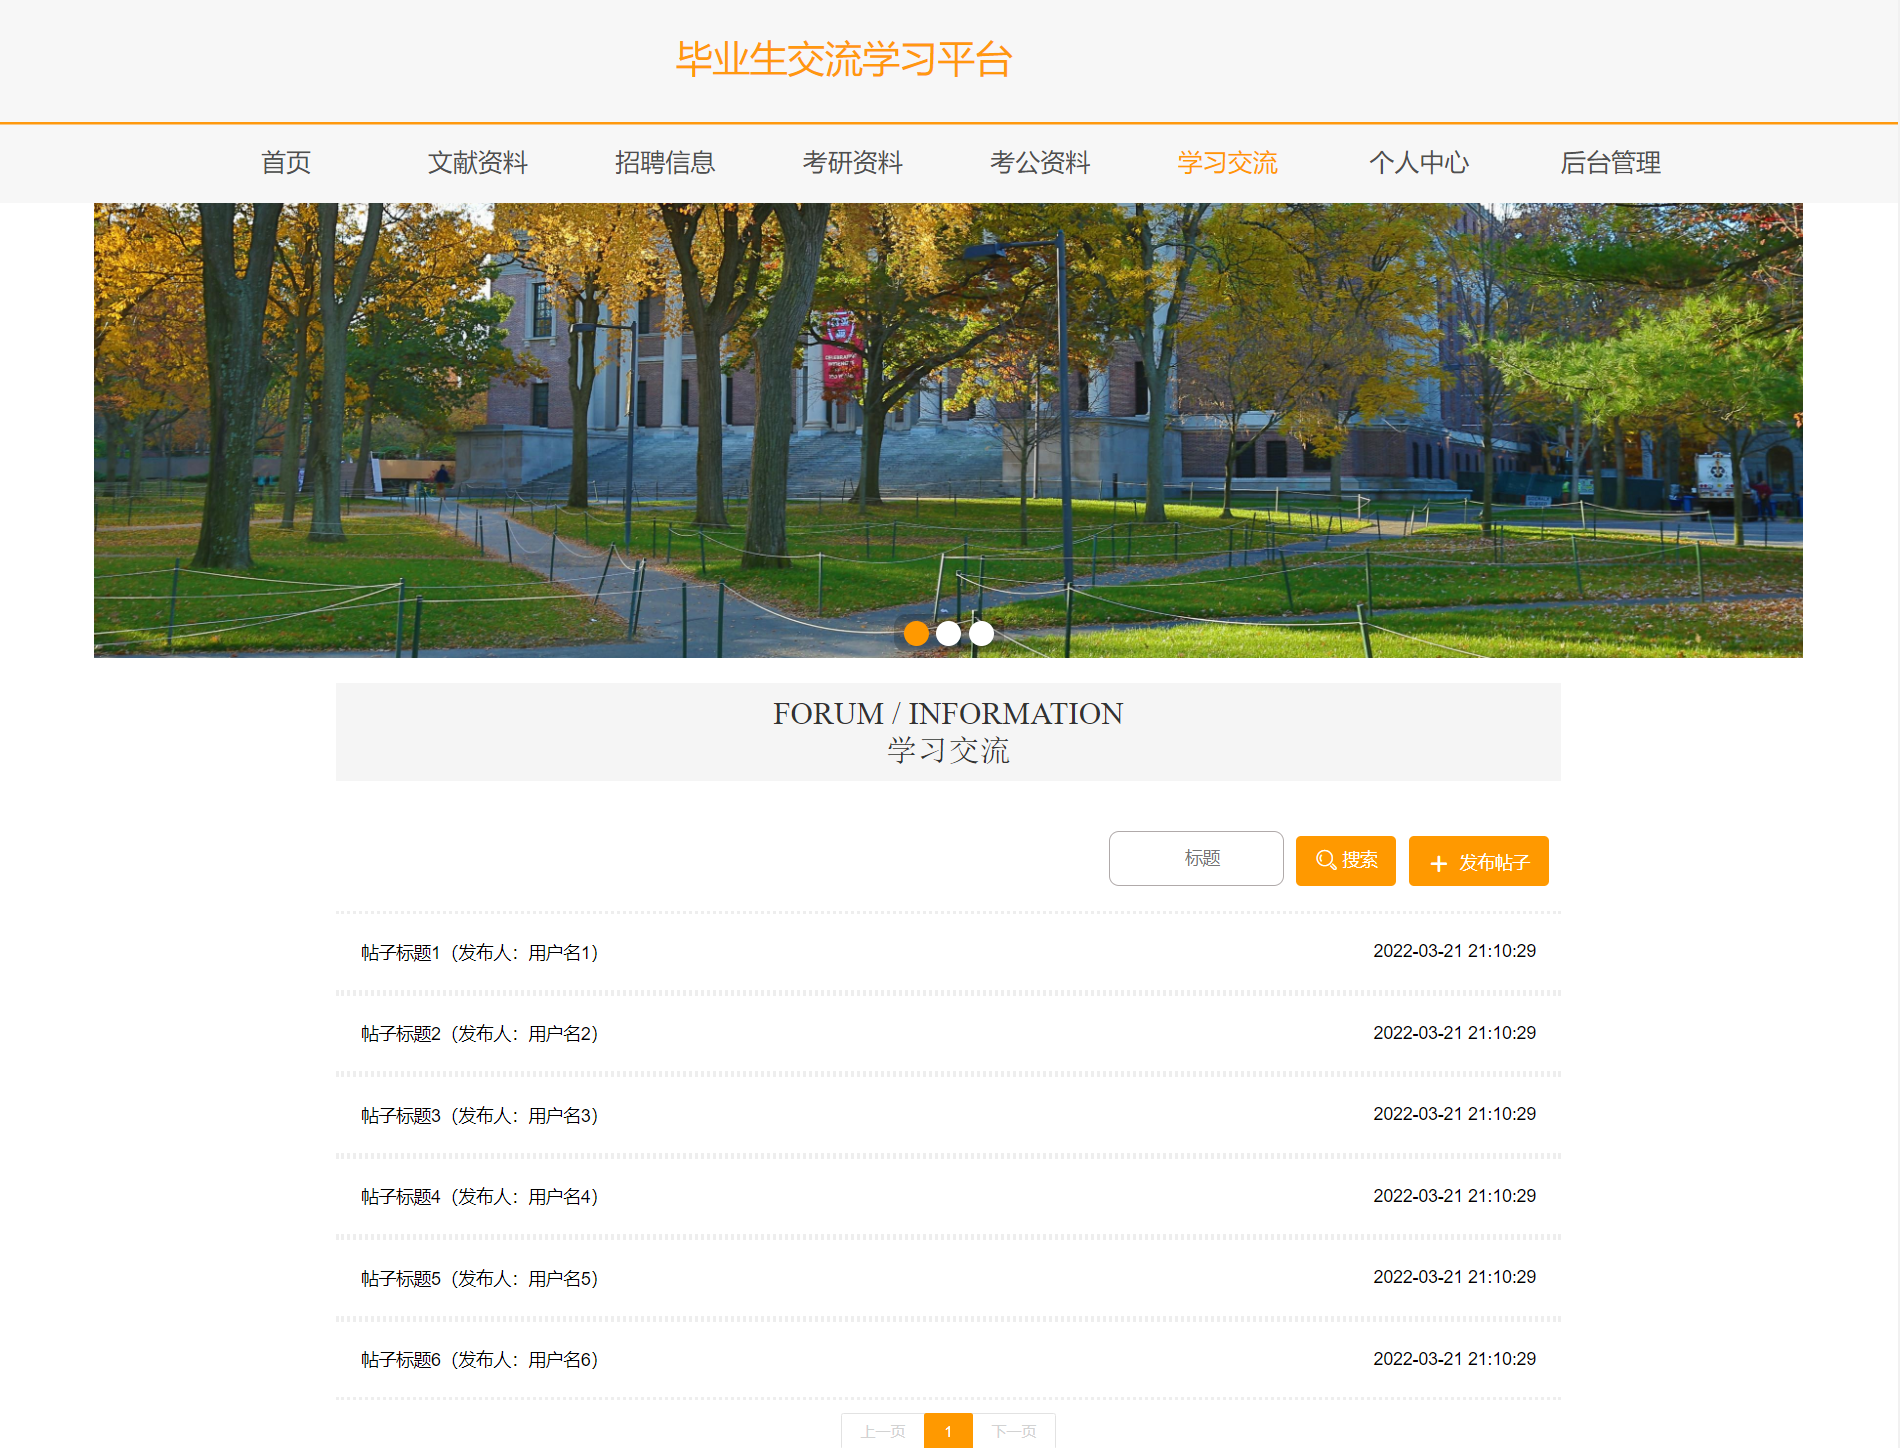 毕业生交流学习平台
首页 文献资料 招聘信息 考研资料 考公资料 学习交流 个人中心 后台管理
FORUM / INFORMATION
学习交流
标题 搜索 + 发布帖子
帖子标题1（发布人：用户名1） 2022-03-21 21:10:29
帖子标题2（发布人：用户名2） 2022-03-21 21:10:29
帖子标题3（发布人：用户名3） 2022-03-21 21:10:29
帖子标题4（发布人：用户名4） 2022-03-21 21:10:29
帖子标题5（发布人：用户名5） 2022-03-21 21:10:29
帖子标题6（发布人：用户名6） 2022-03-21 21:10:29
上一页 1 下一页